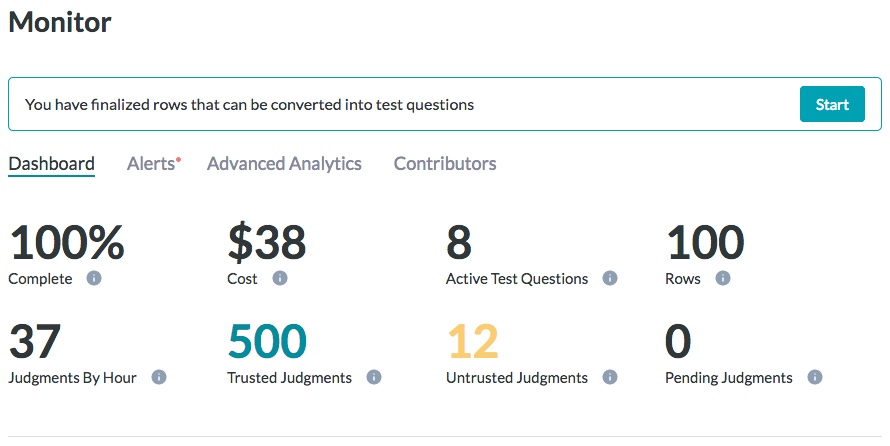 Monitor
You have finalized rows that can be converted into test questions
Start
Dashboard Alerts Advanced Analytics Contributors
100% $38 8 100
Complete Cost Active Test Questions Rows
37 500 12 0
Judgments By Hour Trusted Judgments Untrusted Judgments Pending Judgments